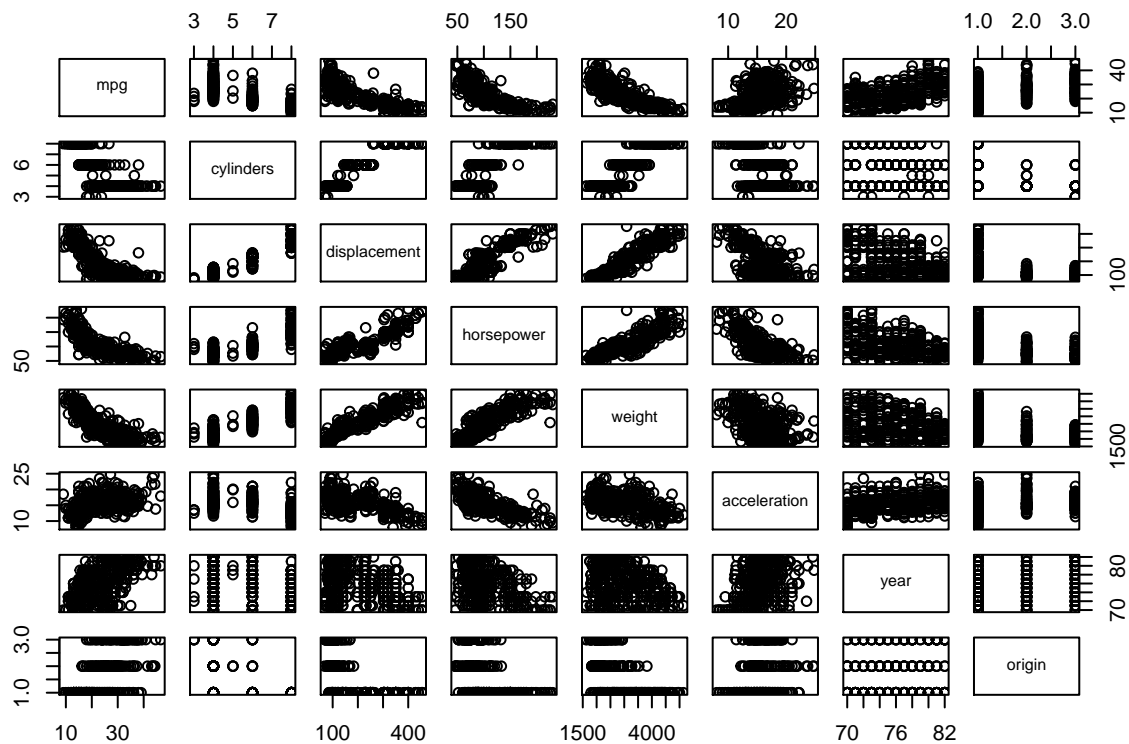 3 5 7 50 150 10 20 1.0 2.0 3.0
mpg 10 40
3 6 cylinders
displacement 100
50 horsepower
weight 1500
10 25 acceleration
year 70 80
1.0 3.0 origin
10 30 100 400 1500 4000 70 76 82